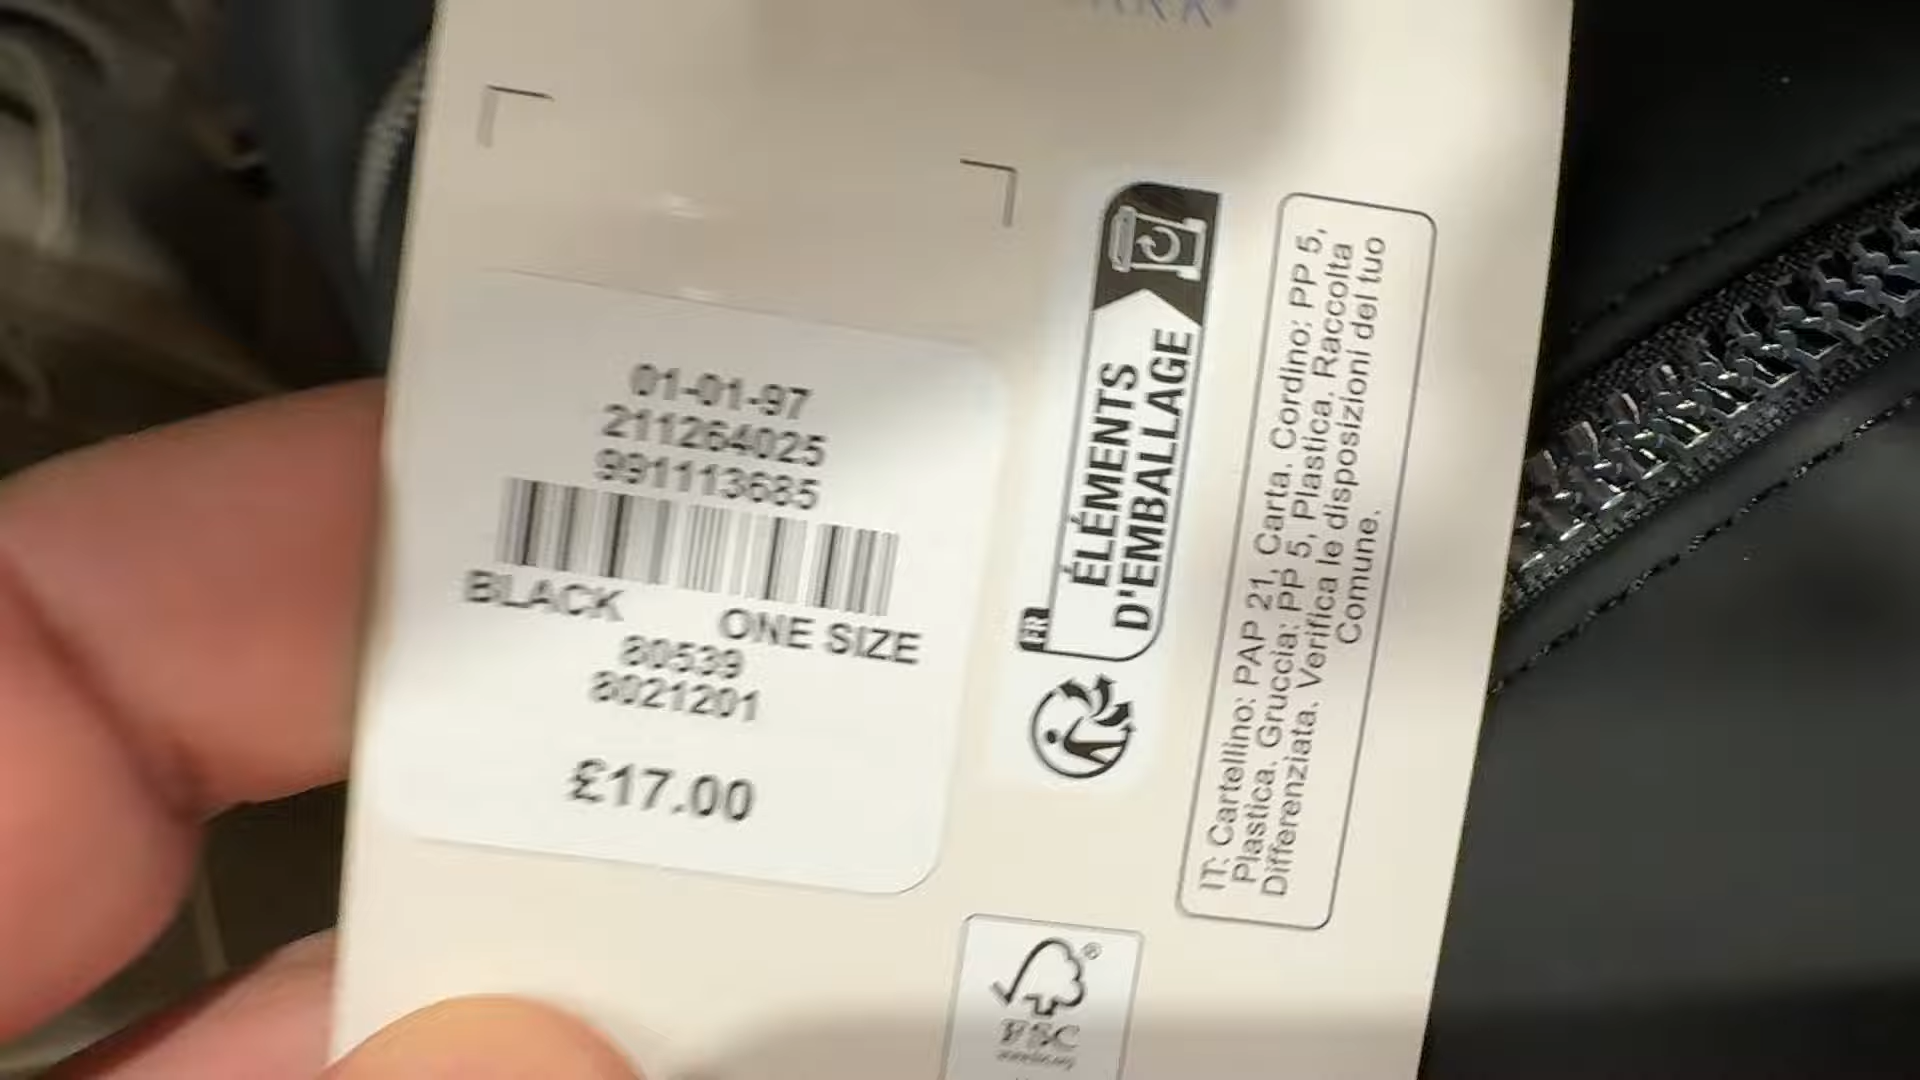 01-01-97
211264025
991113685
BLACK ONE SIZE
80539
8021201
£17.00
FR
ÉLÉMENTS
D'EMBALLAGE
IT: Cartellino: PAP 21, Carta. Cordino: PP 5,
Plastica. Gruccia: PP 5, Plastica. Raccolta
Differenziata. Verifica le disposizioni del tuo
Comune.
FSC